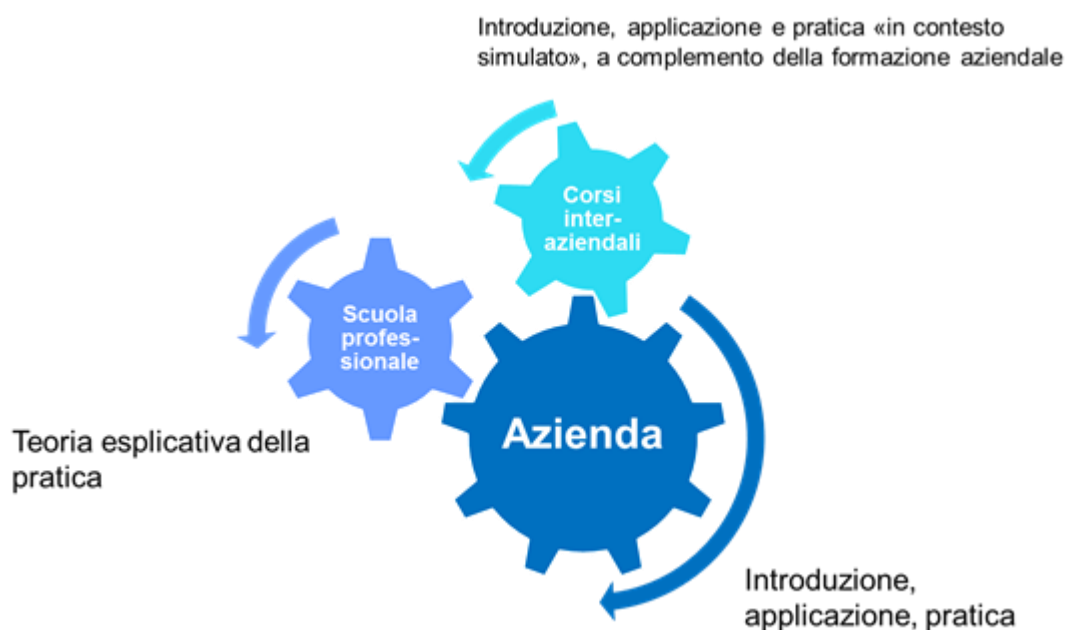 Introduzione, applicazione e pratica «in contesto
simulato», a complemento della formazione aziendale
Corsi
inter-
aziendali
Scuola
profes-
sionale
Azienda
Teoria esplicativa della
pratica
Introduzione,
applicazione, pratica